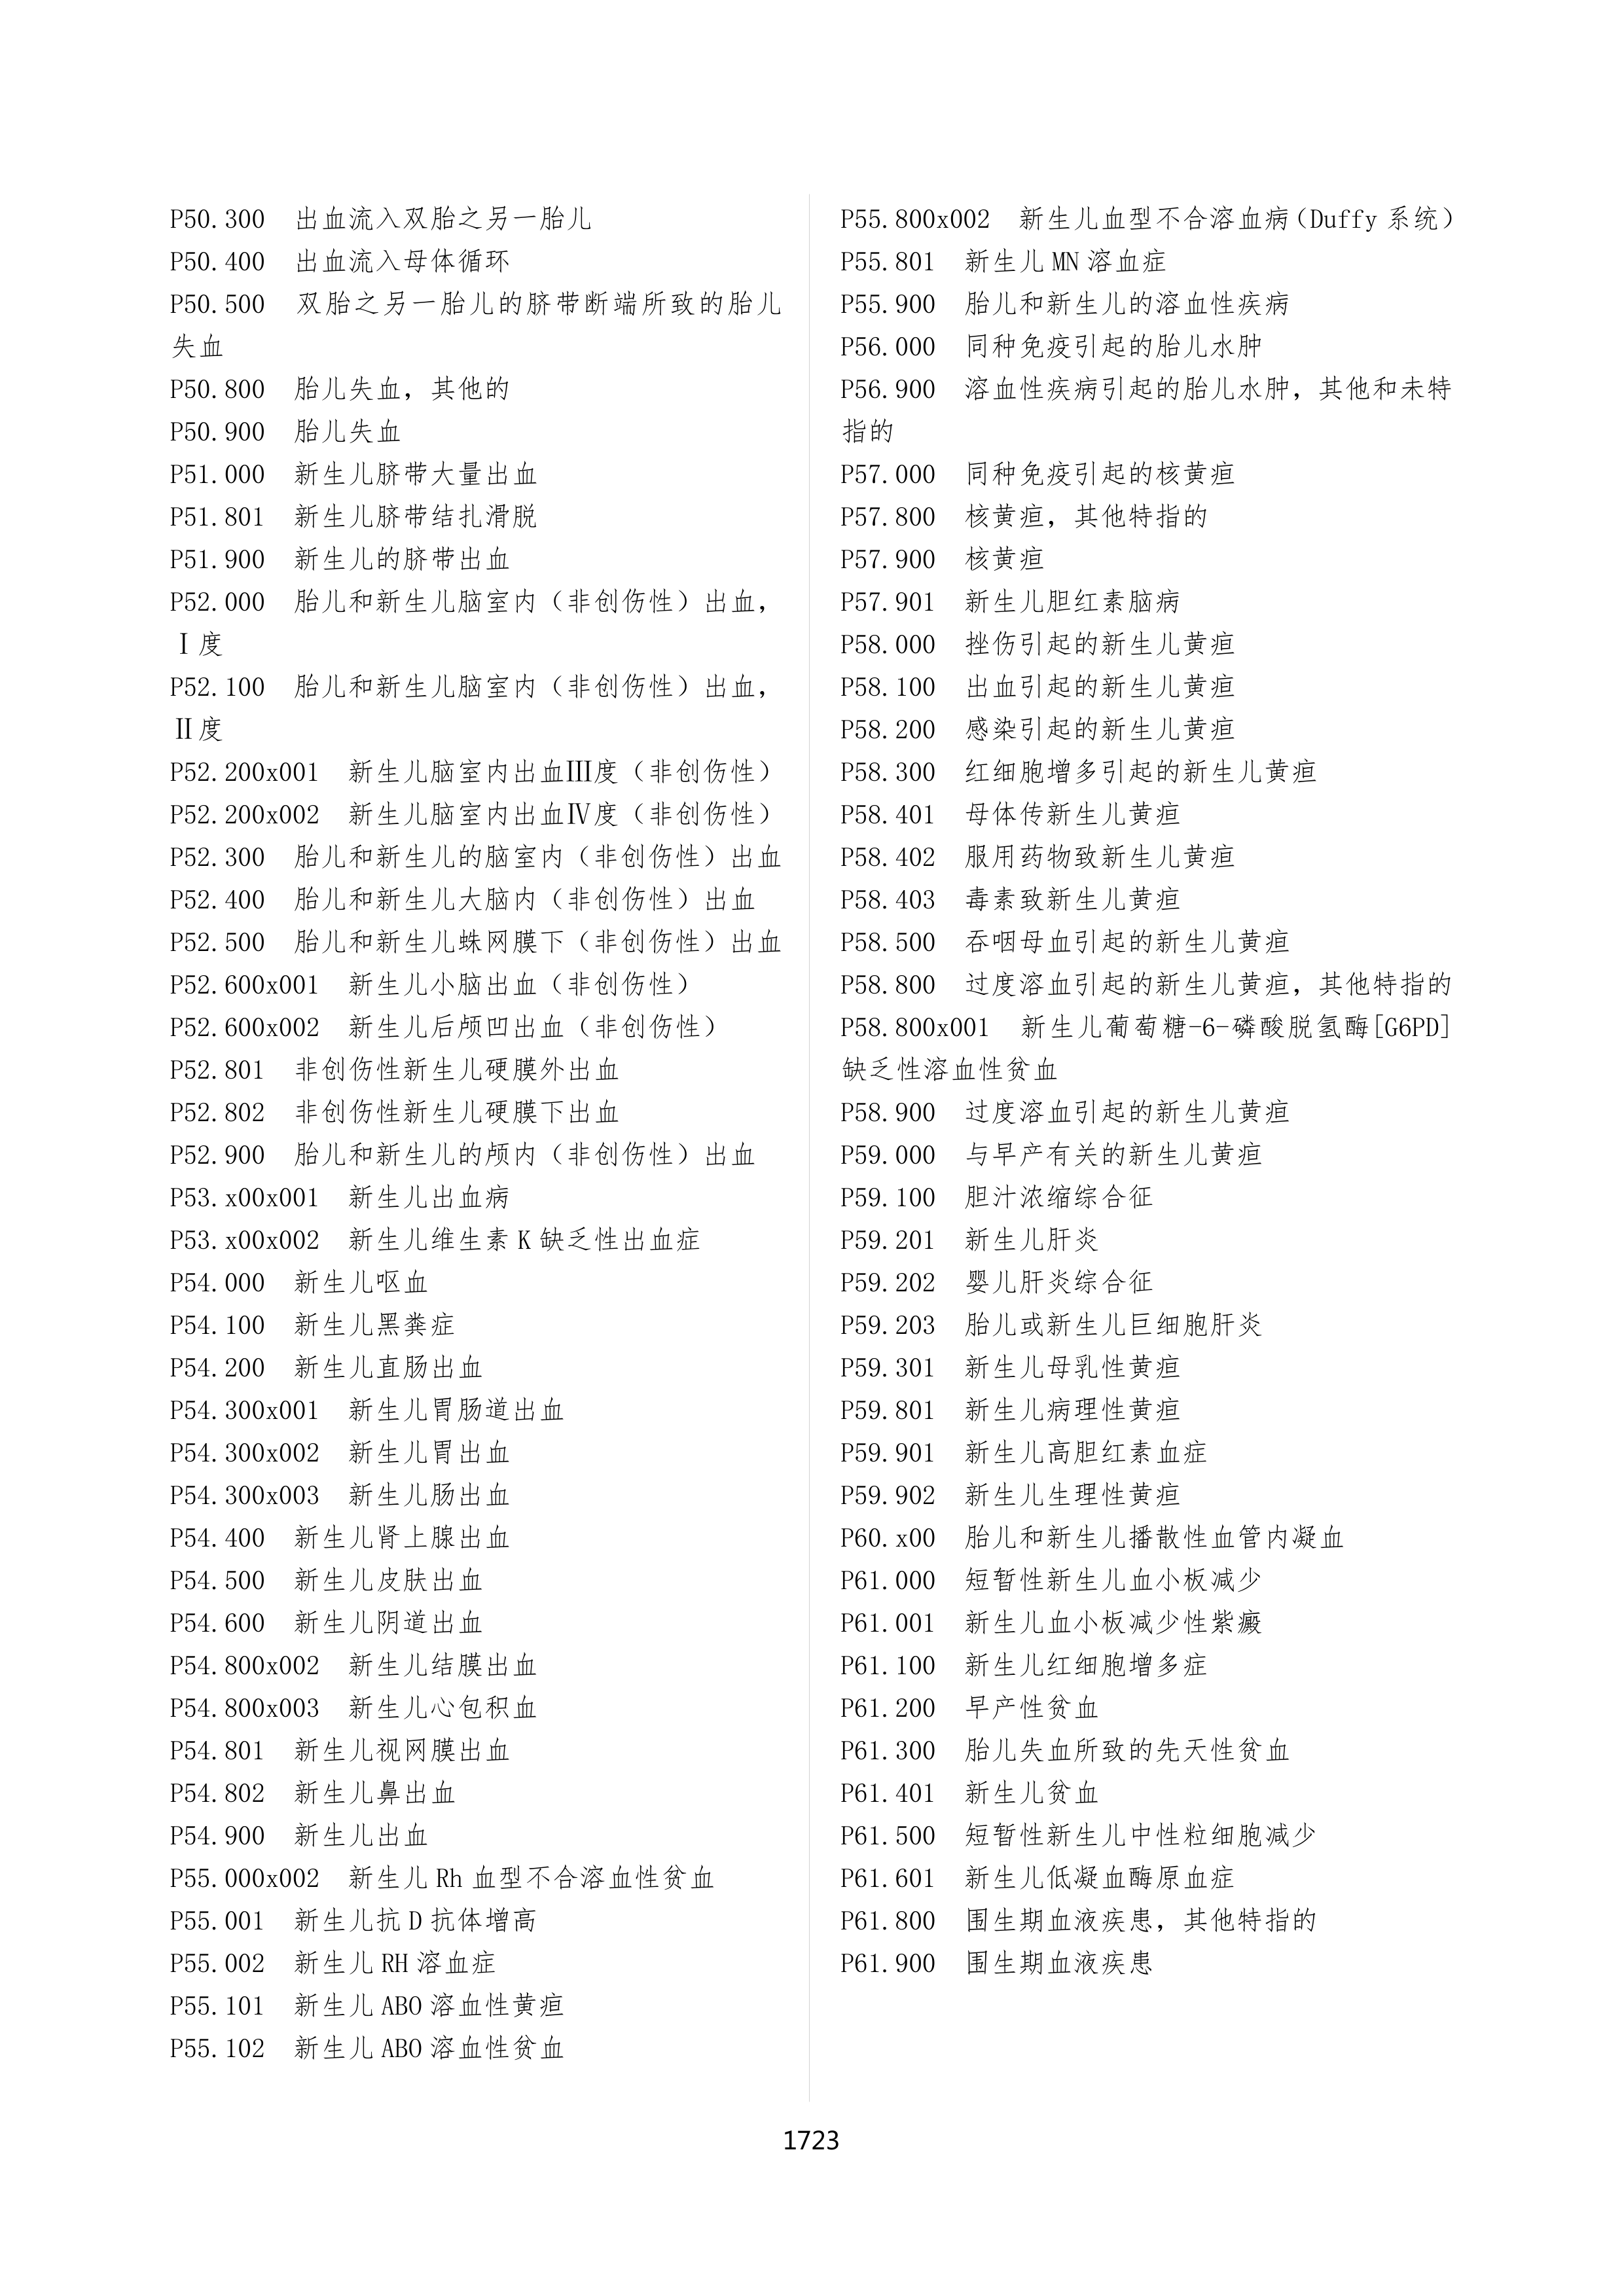 P50.300 出血流入双胎之另一胎儿
P50.400 出血流入母体循环
P50.500 双胎之另一胎儿的脐带断端所致的胎儿
失血
P50.800 胎儿失血，其他的
P50.900 胎儿失血
P51.000 新生儿脐带大量出血
P51.801 新生儿脐带结扎滑脱
P51.900 新生儿的脐带出血
P52.000 胎儿和新生儿脑室内（非创伤性）出血，
Ⅰ度
P52.100 胎儿和新生儿脑室内（非创伤性）出血，
Ⅱ度
P52.200x001 新生儿脑室内出血Ⅲ度（非创伤性）
P52.200x002 新生儿脑室内出血Ⅳ度（非创伤性）
P52.300 胎儿和新生儿的脑室内（非创伤性）出血
P52.400 胎儿和新生儿大脑内（非创伤性）出血
P52.500 胎儿和新生儿蛛网膜下（非创伤性）出血
P52.600x001 新生儿小脑出血（非创伤性）
P52.600x002 新生儿后颅凹出血（非创伤性）
P52.801 非创伤性新生儿硬膜外出血
P52.802 非创伤性新生儿硬膜下出血
P52.900 胎儿和新生儿的颅内（非创伤性）出血
P53.x00x001 新生儿出血病
P53.x00x002 新生儿维生素 K 缺乏性出血症
P54.000 新生儿呕血
P54.100 新生儿黑粪症
P54.200 新生儿直肠出血
P54.300x001 新生儿胃肠道出血
P54.300x002 新生儿胃出血
P54.300x003 新生儿肠出血
P54.400 新生儿肾上腺出血
P54.500 新生儿皮肤出血
P54.600 新生儿阴道出血
P54.800x002 新生儿结膜出血
P54.800x003 新生儿心包积血
P54.801 新生儿视网膜出血
P54.802 新生儿鼻出血
P54.900 新生儿出血
P55.000x002 新生儿 Rh 血型不合溶血性贫血
P55.001 新生儿抗 D 抗体增高
P55.002 新生儿 RH 溶血症
P55.101 新生儿 ABO 溶血性黄疸
P55.102 新生儿 ABO 溶血性贫血
P55.800x002 新生儿血型不合溶血病（Duffy 系统）
P55.801 新生儿 MN 溶血症
P55.900 胎儿和新生儿的溶血性疾病
P56.000 同种免疫引起的胎儿水肿
P56.900 溶血性疾病引起的胎儿水肿，其他和未特
指的
P57.000 同种免疫引起的核黄疸
P57.800 核黄疸，其他特指的
P57.900 核黄疸
P57.901 新生儿胆红素脑病
P58.000 挫伤引起的新生儿黄疸
P58.100 出血引起的新生儿黄疸
P58.200 感染引起的新生儿黄疸
P58.300 红细胞增多引起的新生儿黄疸
P58.401 母体传新生儿黄疸
P58.402 服用药物致新生儿黄疸
P58.403 毒素致新生儿黄疸
P58.500 吞咽母血引起的新生儿黄疸
P58.800 过度溶血引起的新生儿黄疸，其他特指的
P58.800x001 新生儿葡萄糖-6-磷酸脱氢酶[G6PD]
缺乏性溶血性贫血
P58.900 过度溶血引起的新生儿黄疸
P59.000 与早产有关的新生儿黄疸
P59.100 胆汁浓缩综合征
P59.201 新生儿肝炎
P59.202 婴儿肝炎综合征
P59.203 胎儿或新生儿巨细胞肝炎
P59.301 新生儿母乳性黄疸
P59.801 新生儿病理性黄疸
P59.901 新生儿高胆红素血症
P59.902 新生儿生理性黄疸
P60.x00 胎儿和新生儿播散性血管内凝血
P61.000 短暂性新生儿血小板减少
P61.001 新生儿血小板减少性紫癜
P61.100 新生儿红细胞增多症
P61.200 早产性贫血
P61.300 胎儿失血所致的先天性贫血
P61.401 新生儿贫血
P61.500 短暂性新生儿中性粒细胞减少
P61.601 新生儿低凝血酶原血症
P61.800 围生期血液疾患，其他特指的
P61.900 围生期血液疾患
1723